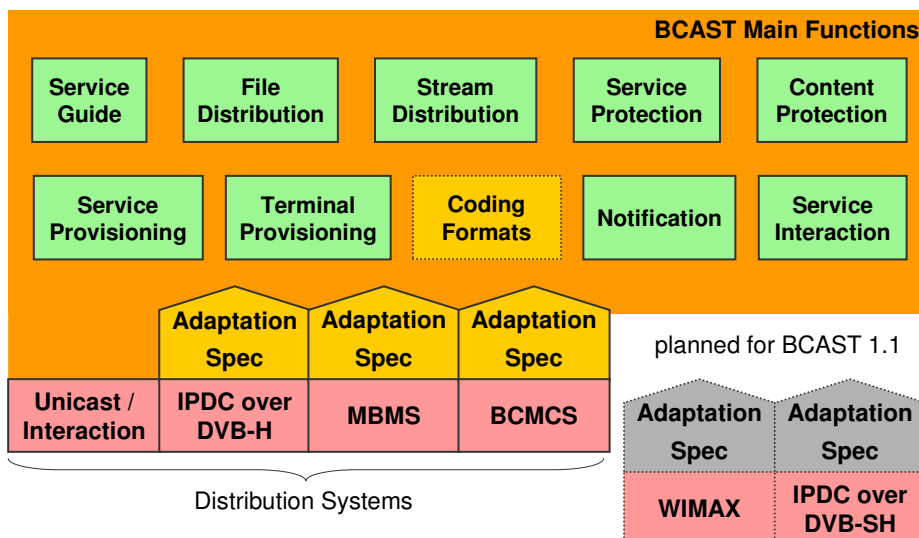 BCAST Main Functions
Service
Guide
File
Distribution
Stream
Distribution
Service
Protection
Content
Protection
Service
Provisioning
Terminal
Provisioning
Coding
Formats
Notification
Service
Interaction
Adaptation
Spec
Adaptation
Spec
Adaptation
Spec
Unicast /
Interaction
IPDC over
DVB-H
MBMS
BCMCS
Distribution Systems
planned for BCAST 1.1
Adaptation
Spec
Adaptation
Spec
WIMAX
IPDC over
DVB-SH